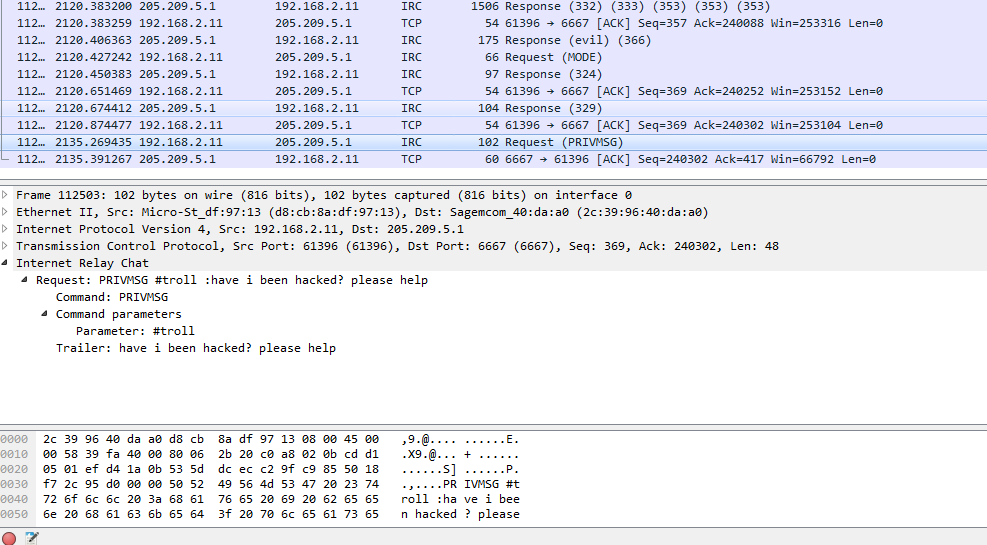 112… 2120.383200 205.209.5.1 192.168.2.11 IRC 1506 Response (332) (333) (353) (353) (353)
112… 2120.383259 192.168.2.11 205.209.5.1 TCP 54 61396 → 6667 [ACK] Seq=357 Ack=240088 Win=253316 Len=0
112… 2120.406363 205.209.5.1 192.168.2.11 IRC 175 Response (evil) (366)
112… 2120.427242 192.168.2.11 205.209.5.1 IRC 66 Request (MODE)
112… 2120.450383 205.209.5.1 192.168.2.11 IRC 97 Response (324)
112… 2120.651469 192.168.2.11 205.209.5.1 TCP 54 61396 → 6667 [ACK] Seq=369 Ack=240252 Win=253152 Len=0
112… 2120.674412 205.209.5.1 192.168.2.11 IRC 104 Response (329)
112… 2120.874477 192.168.2.11 205.209.5.1 TCP 54 61396 → 6667 [ACK] Seq=369 Ack=240302 Win=253104 Len=0
112… 2135.269435 192.168.2.11 205.209.5.1 IRC 102 Request (PRIVMSG)
112… 2135.391267 205.209.5.1 192.168.2.11 TCP 60 6667 → 61396 [ACK] Seq=240302 Ack=417 Win=66792 Len=0
Frame 112503: 102 bytes on wire (816 bits), 102 bytes captured (816 bits) on interface 0
Ethernet II, Src: Micro-St_df:97:13 (d8:cb:8a:df:97:13), Dst: Sagemcom_40:da:a0 (2c:39:96:40:da:a0)
Internet Protocol Version 4, Src: 192.168.2.11, Dst: 205.209.5.1
Transmission Control Protocol, Src Port: 61396 (61396), Dst Port: 6667 (6667), Seq: 369, Ack: 240302, Len: 48
Internet Relay Chat
Request: PRIVMSG #troll :have i been hacked? please help
Command: PRIVMSG
Command parameters
Parameter: #troll
Trailer: have i been hacked? please help
0000 2c 39 96 40 da a0 d8 cb 8a df 97 13 08 00 45 00 ,9.@.... ......E.
0010 00 58 39 fa 40 00 80 06 2b 20 c0 a8 02 0b cd d1 .X9.@... + ......
0020 05 01 ef d4 1a 0b 53 5d dc ec c2 9f c9 85 50 18 ......S] ......P.
0030 f7 2c 95 d0 00 00 50 52 49 56 4d 53 47 20 23 74 .,....PR IVMSG #t
0040 72 6f 6c 6c 20 3a 68 61 76 65 20 69 20 62 65 65 roll :ha ve i bee
0050 6e 20 68 61 63 6b 65 64 3f 20 70 6c 65 61 73 65 n hacked ? please